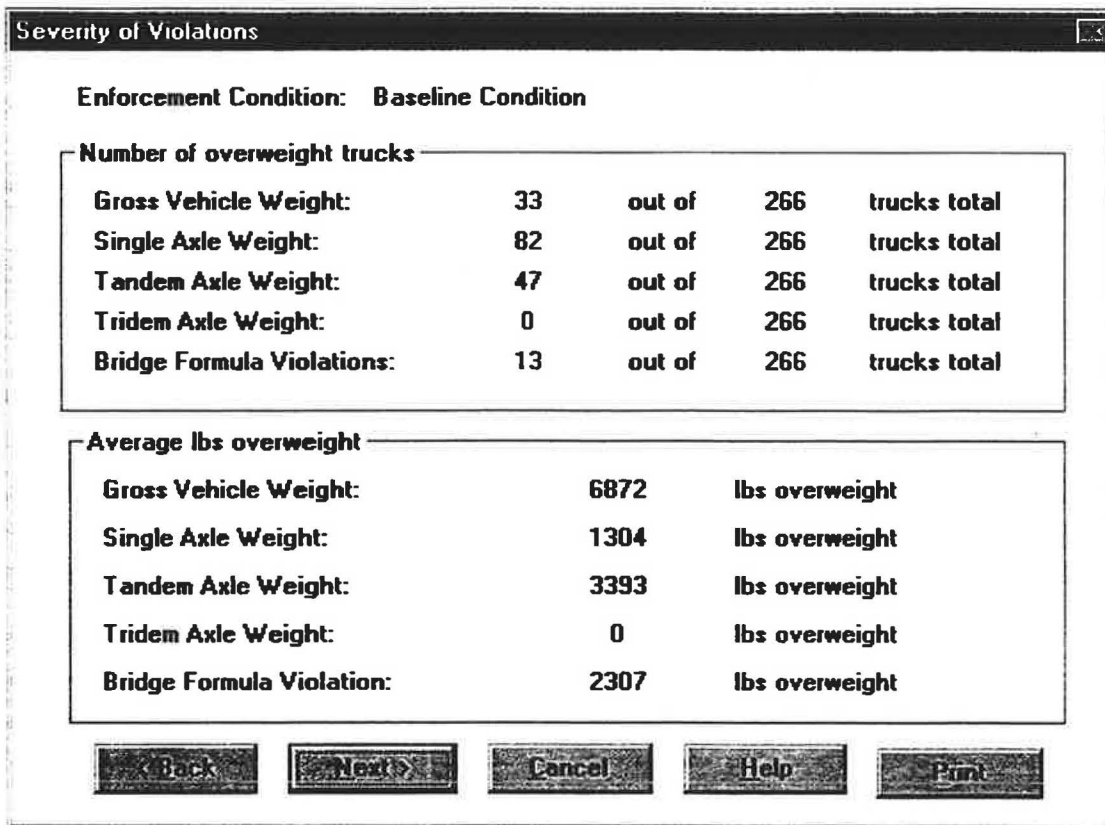 Severity of Violations
Enforcement Condition: Baseline Condition
Number of overweight trucks
Gross Vehicle Weight: 33 out of 266 trucks total
Single Axle Weight: 82 out of 266 trucks total
Tandem Axle Weight: 47 out of 266 trucks total
Tridem Axle Weight: 0 out of 266 trucks total
Bridge Formula Violations: 13 out of 266 trucks total
Average lbs overweight
Gross Vehicle Weight: 6872 lbs overweight
Single Axle Weight: 1304 lbs overweight
Tandem Axle Weight: 3393 lbs overweight
Tridem Axle Weight: 0 lbs overweight
Bridge Formula Violation: 2307 lbs overweight
< Back Next > Cancel Help Print